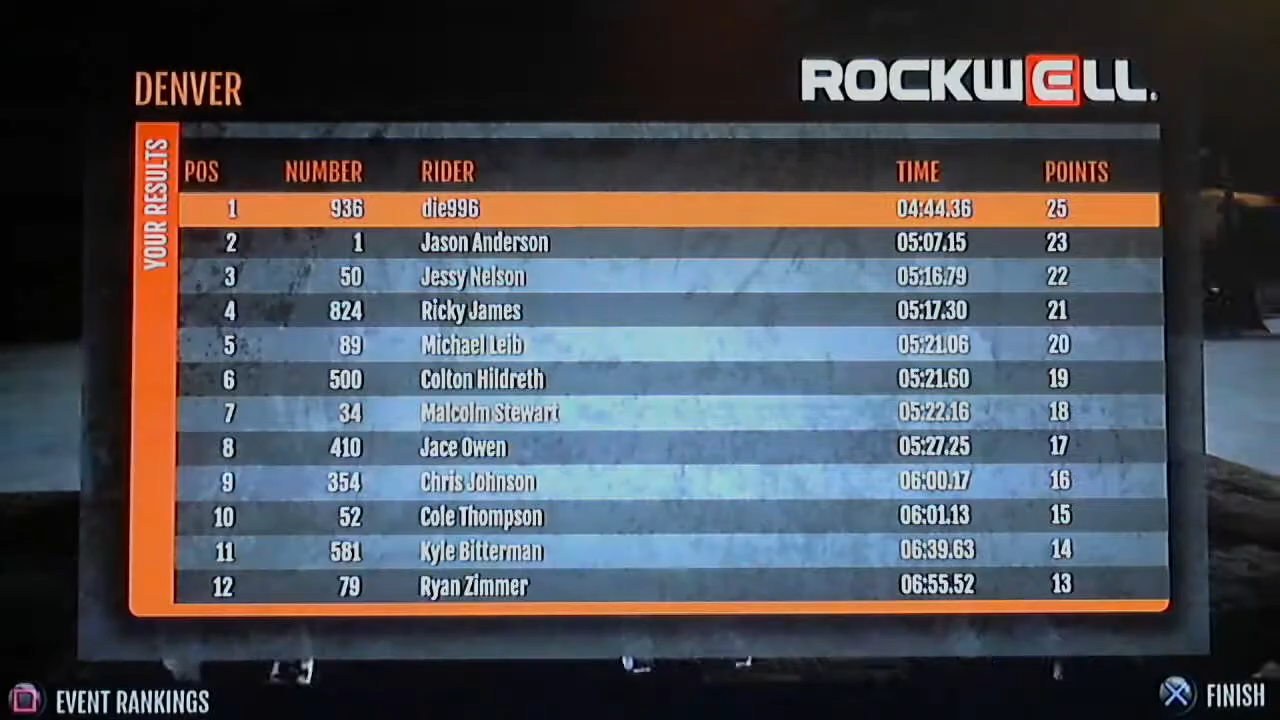 DENVER
ROCKWELL.
YOUR RESULTS
POS NUMBER RIDER TIME POINTS
1 936 die996 04:44.36 25
2 1 Jason Anderson 05:07.15 23
3 50 Jessy Nelson 05:16.79 22
4 824 Ricky James 05:17.30 21
5 89 Michael Leib 05:21.06 20
6 500 Colton Hildreth 05:21.60 19
7 34 Malcolm Stewart 05:22.16 18
8 410 Jace Owen 05:27.25 17
9 354 Chris Johnson 06:00.17 16
10 52 Cole Thompson 06:01.13 15
11 581 Kyle Bitterman 06:39.63 14
12 79 Ryan Zimmer 06:55.52 13
EVENT RANKINGS
FINISH